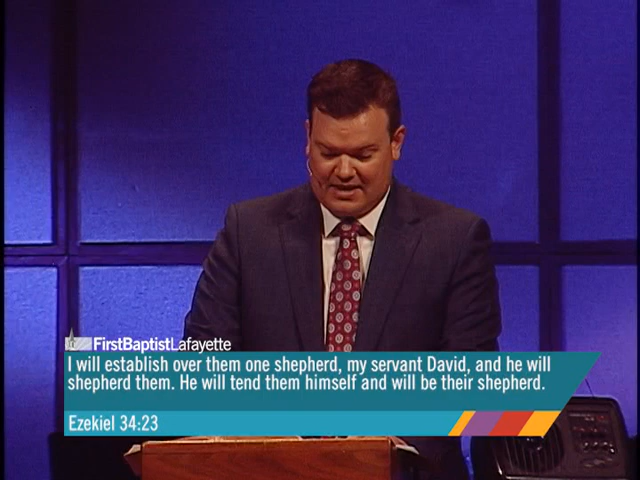 FirstBaptistLafayette
I will establish over them one shepherd, my servant David, and he will
shepherd them. He will tend them himself and will be their shepherd.
Ezekiel 34:23